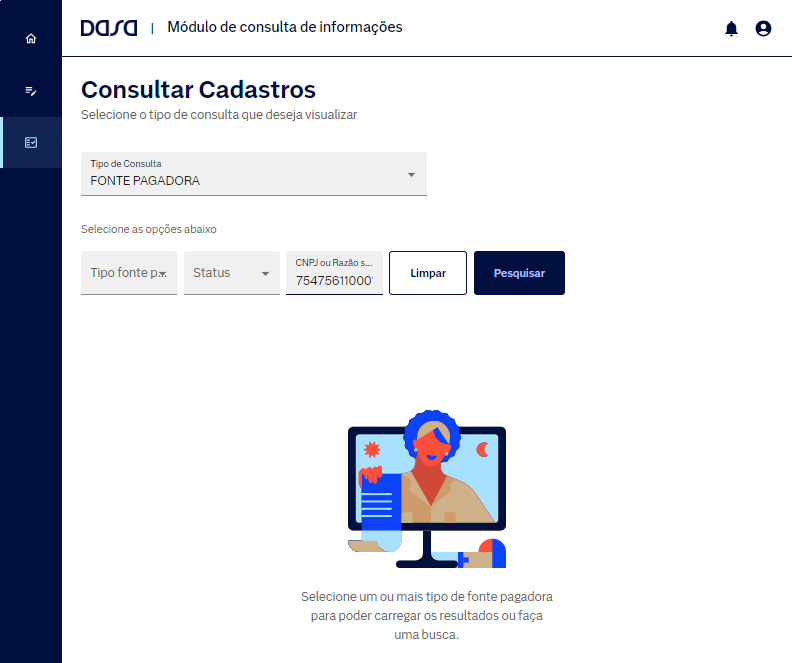 DASA | Módulo de consulta de informações
Consultar Cadastros
Selecione o tipo de consulta que deseja visualizar
Tipo de Consulta
FONTE PAGADORA
Selecione as opções abaixo
Tipo fonte p...
Status
CNPJ ou Razão s...
75475611000
Limpar
Pesquisar
Selecione um ou mais tipo de fonte pagadora
para poder carregar os resultados ou faça
uma busca.